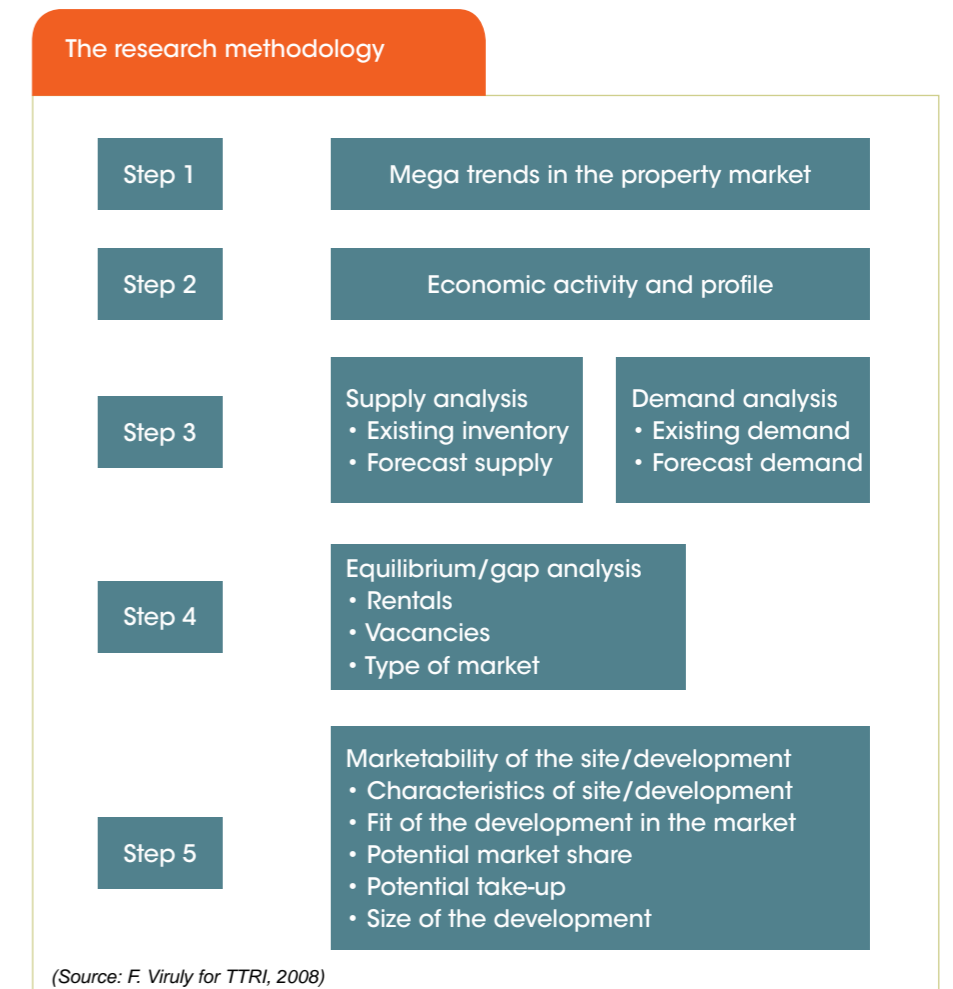 The research methodology
Step 1
Mega trends in the property market
Step 2
Economic activity and profile
Step 3
Supply analysis
• Existing inventory
• Forecast supply
Demand analysis
• Existing demand
• Forecast demand
Step 4
Equilibrium/gap analysis
• Rentals
• Vacancies
• Type of market
Step 5
Marketability of the site/development
• Characteristics of site/development
• Fit of the development in the market
• Potential market share
• Potential take-up
• Size of the development
(Source: F. Viruly for TTRI, 2008)